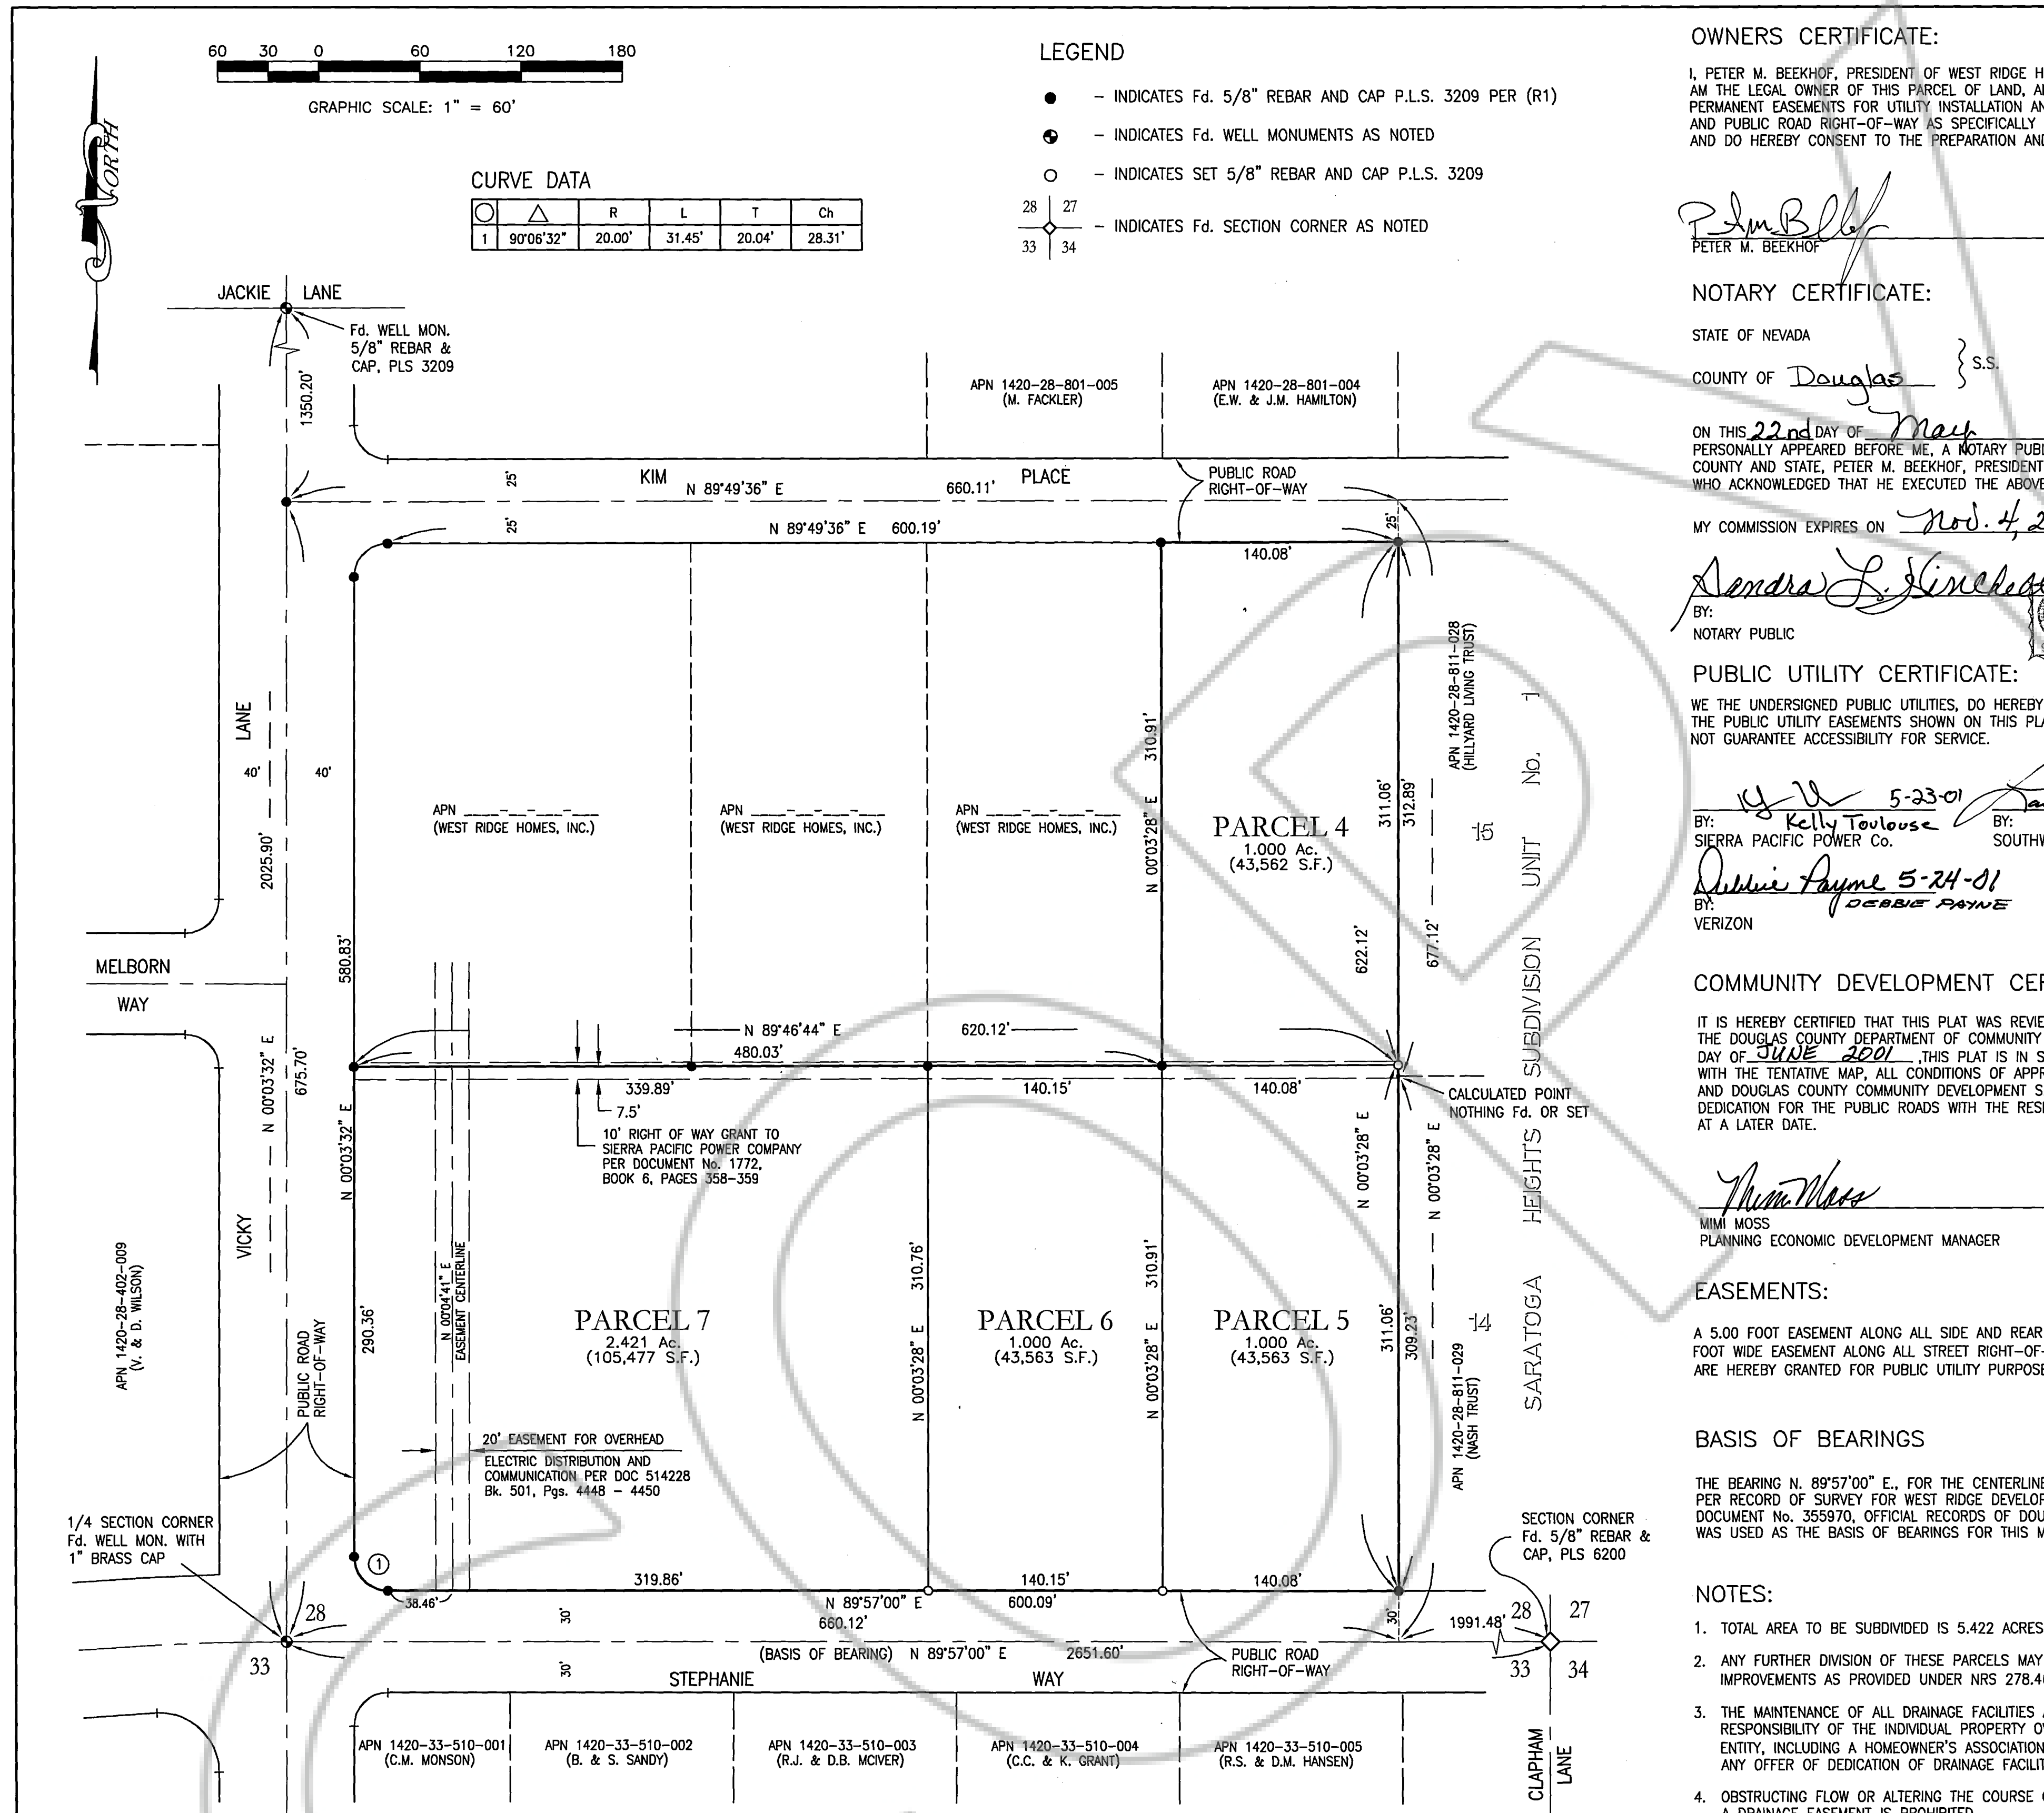 60 30 0 60 120 180
GRAPHIC SCALE: 1" = 60'
NORTH
CURVE DATA
△ R L T Ch
1 90°06'32" 20.00' 31.45' 20.04' 28.31'
LEGEND
– INDICATES Fd. 5/8" REBAR AND CAP P.L.S. 3209 PER (R1)
– INDICATES Fd. WELL MONUMENTS AS NOTED
– INDICATES SET 5/8" REBAR AND CAP P.L.S. 3209
28 27
– INDICATES Fd. SECTION CORNER AS NOTED
33 34
JACKIE LANE
Fd. WELL MON.
5/8" REBAR &
CAP, PLS 3209
1350.20'
APN 1420-28-801-005
(M. FACKLER)
APN 1420-28-801-004
(E.W. & J.M. HAMILTON)
25'
KIM PLACE
N 89°49'36" E 660.11'
PUBLIC ROAD
RIGHT-OF-WAY
25'
N 89°49'36" E 600.19'
25'
140.08'
LANE
40' 40'
2025.90'
580.83'
APN ____-_-___-___
(WEST RIDGE HOMES, INC.)
APN ____-_-___-___
(WEST RIDGE HOMES, INC.)
APN ____-_-___-___
(WEST RIDGE HOMES, INC.)
N 00°03'28" E 310.91'
PARCEL 4
1.000 Ac.
(43,562 S.F.)
311.06'
312.89'
622.12'
677.12'
APN 1420-28-811-028
(HILLYARD LIVING TRUST)
15
SARATOGA HEIGHTS SUBDIVISION UNIT No. 1
MELBORN
WAY
N 00°03'32" E
675.70'
N 00°03'32" E
N 89°46'44" E 620.12'
480.03'
339.89'
140.15'
140.08'
7.5'
10' RIGHT OF WAY GRANT TO
SIERRA PACIFIC POWER COMPANY
PER DOCUMENT No. 1772,
BOOK 6, PAGES 358-359
CALCULATED POINT
NOTHING Fd. OR SET
N 00°03'28" E
N 00°03'28" E
VICKY
APN 1420-28-402-009
(V. & D. WILSON)
PUBLIC ROAD
RIGHT-OF-WAY
290.36'
N 00°04'41" E
EASEMENT CENTERLINE
PARCEL 7
2.421 Ac.
(105,477 S.F.)
N 00°03'28" E 310.76'
PARCEL 6
1.000 Ac.
(43,563 S.F.)
N 00°03'28" E 310.91'
PARCEL 5
1.000 Ac.
(43,563 S.F.)
311.06'
309.23'
14
APN 1420-28-811-029
(NASH TRUST)
20' EASEMENT FOR OVERHEAD
ELECTRIC DISTRIBUTION AND
COMMUNICATION PER DOC 514228
Bk. 501, Pgs. 4448 – 4450
1/4 SECTION CORNER
Fd. WELL MON. WITH
1" BRASS CAP
SECTION CORNER
Fd. 5/8" REBAR &
CAP, PLS 6200
1
319.86'
140.15'
140.08'
38.46'
N 89°57'00" E 600.09'
30'
660.12'
30'
1991.48'
28
33
28 27
33 34
(BASIS OF BEARING) N 89°57'00" E 2651.60'
30'
STEPHANIE WAY
PUBLIC ROAD
RIGHT-OF-WAY
APN 1420-33-510-001
(C.M. MONSON)
APN 1420-33-510-002
(B. & S. SANDY)
APN 1420-33-510-003
(R.J. & D.B. MCIVER)
APN 1420-33-510-004
(C.C. & K. GRANT)
APN 1420-33-510-005
(R.S. & D.M. HANSEN)
CLAPHAM
LANE
OWNERS CERTIFICATE:
I, PETER M. BEEKHOF, PRESIDENT OF WEST RIDGE H
AM THE LEGAL OWNER OF THIS PARCEL OF LAND,
PERMANENT EASEMENTS FOR UTILITY INSTALLATION
AND PUBLIC ROAD RIGHT-OF-WAY AS SPECIFICALLY
AND DO HEREBY CONSENT TO THE PREPARATION AND
PETER M. BEEKHOF
NOTARY CERTIFICATE:
STATE OF NEVADA
S.S.
COUNTY OF Douglas
ON THIS 22nd DAY OF May
PERSONALLY APPEARED BEFORE ME, A NOTARY PUBL
COUNTY AND STATE, PETER M. BEEKHOF, PRESIDENT
WHO ACKNOWLEDGED THAT HE EXECUTED THE ABOVE
MY COMMISSION EXPIRES ON Nov. 4, 2
Sandra L.
BY:
NOTARY PUBLIC
PUBLIC UTILITY CERTIFICATE:
WE THE UNDERSIGNED PUBLIC UTILITIES, DO HEREBY
THE PUBLIC UTILITY EASEMENTS SHOWN ON THIS PLA
NOT GUARANTEE ACCESSIBILITY FOR SERVICE.
5-23-01
BY: Kelly Toulouse
SIERRA PACIFIC POWER Co.
BY:
SOUTHW
Debbie Payne 5-24-01
BY: DEBBIE PAYNE
VERIZON
COMMUNITY DEVELOPMENT CER
IT IS HEREBY CERTIFIED THAT THIS PLAT WAS REVIE
THE DOUGLAS COUNTY DEPARTMENT OF COMMUNITY
DAY OF JUNE 2001 ,THIS PLAT IS IN S
WITH THE TENTATIVE MAP, ALL CONDITIONS OF APPR
AND DOUGLAS COUNTY COMMUNITY DEVELOPMENT S
DEDICATION FOR THE PUBLIC ROADS WITH THE RES
AT A LATER DATE.
Mimi Moss
MIMI MOSS
PLANNING ECONOMIC DEVELOPMENT MANAGER
EASEMENTS:
A 5.00 FOOT EASEMENT ALONG ALL SIDE AND REAR
FOOT WIDE EASEMENT ALONG ALL STREET RIGHT-OF-
ARE HEREBY GRANTED FOR PUBLIC UTILITY PURPOSE
BASIS OF BEARINGS
THE BEARING N. 89°57'00" E., FOR THE CENTERLINE
PER RECORD OF SURVEY FOR WEST RIDGE DEVELOP
DOCUMENT No. 355970, OFFICIAL RECORDS OF DOU
WAS USED AS THE BASIS OF BEARINGS FOR THIS M
NOTES:
1. TOTAL AREA TO BE SUBDIVIDED IS 5.422 ACRES
2. ANY FURTHER DIVISION OF THESE PARCELS MAY
IMPROVEMENTS AS PROVIDED UNDER NRS 278.4
3. THE MAINTENANCE OF ALL DRAINAGE FACILITIES
RESPONSIBILITY OF THE INDIVIDUAL PROPERTY O
ENTITY, INCLUDING A HOMEOWNER'S ASSOCIATION
ANY OFFER OF DEDICATION OF DRAINAGE FACILIT
4. OBSTRUCTING FLOW OR ALTERING THE COURSE
A DRAINAGE EASEMENT IS PROHIBITED